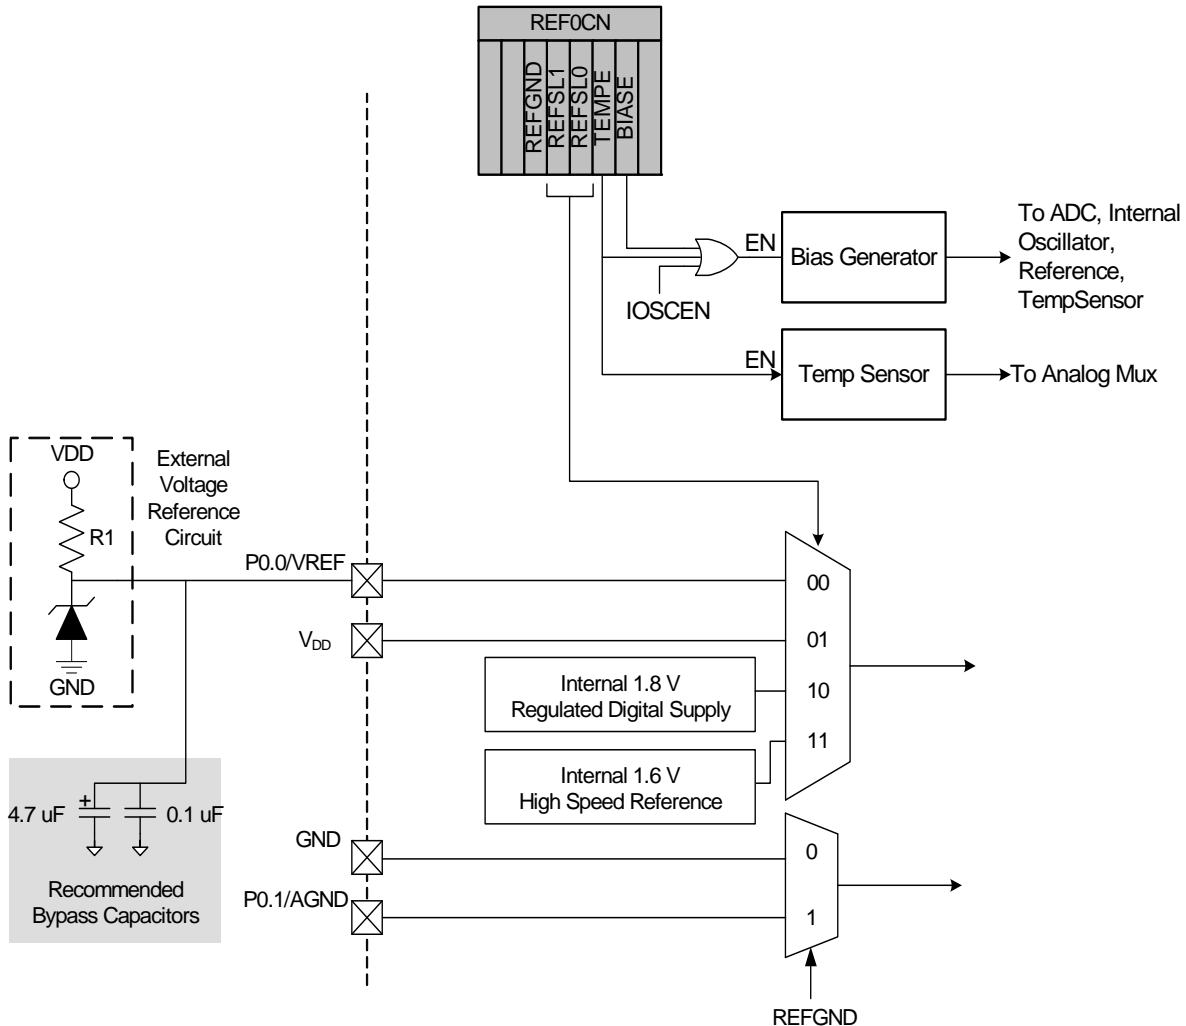 REF0CN
REFGND
REFSL1
REFSL0
TEMPE
BIASE
EN
Bias Generator
To ADC, Internal
Oscillator,
Reference,
TempSensor
IOSCEN
EN
Temp Sensor
To Analog Mux
VDD
R1
GND
External
Voltage
Reference
Circuit
P0.0/VREF
00
VDD
01
Internal 1.8 V
Regulated Digital Supply
10
11
Internal 1.6 V
High Speed Reference
+
4.7 uF
0.1 uF
Recommended
Bypass Capacitors
GND
0
P0.1/AGND
1
REFGND